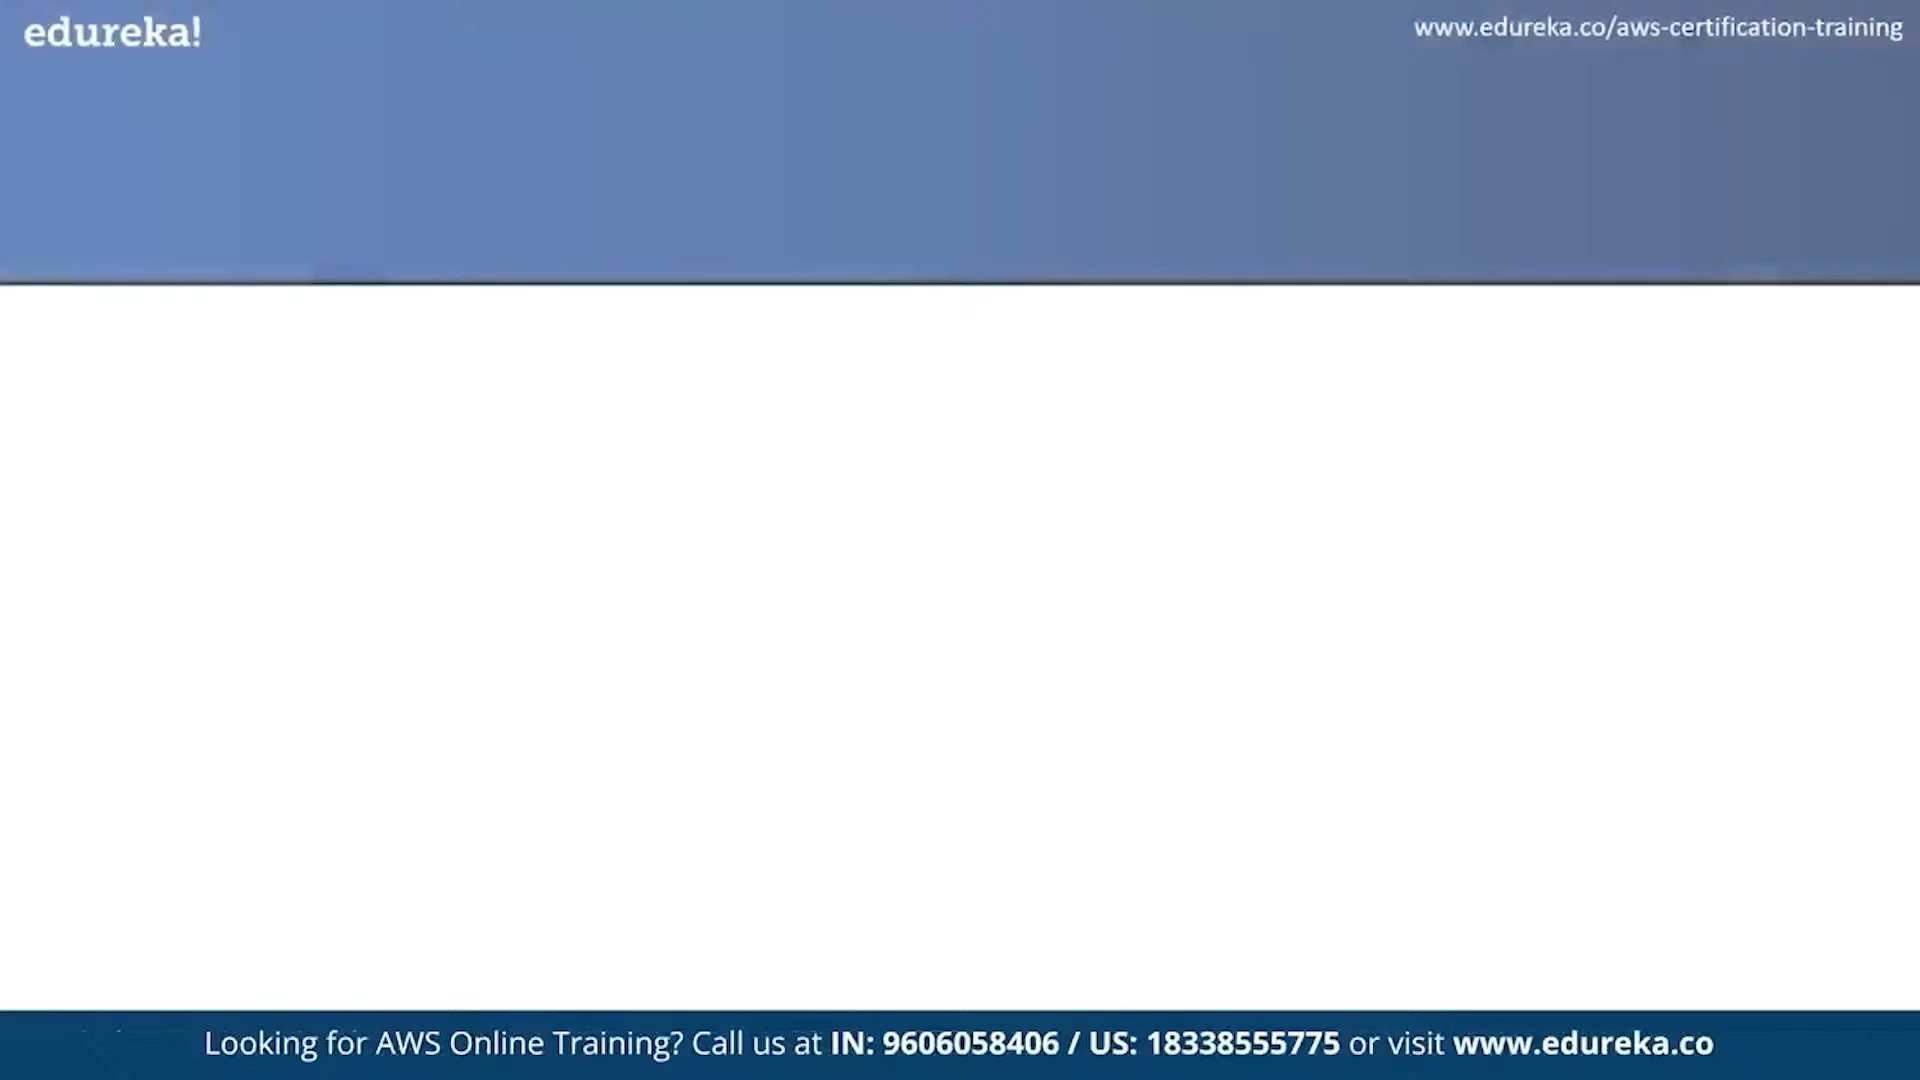 edureka!
www.edureka.co/aws-certification-training
Looking for AWS Online Training? Call us at IN: 9606058406 / US: 18338555775 or visit www.edureka.co